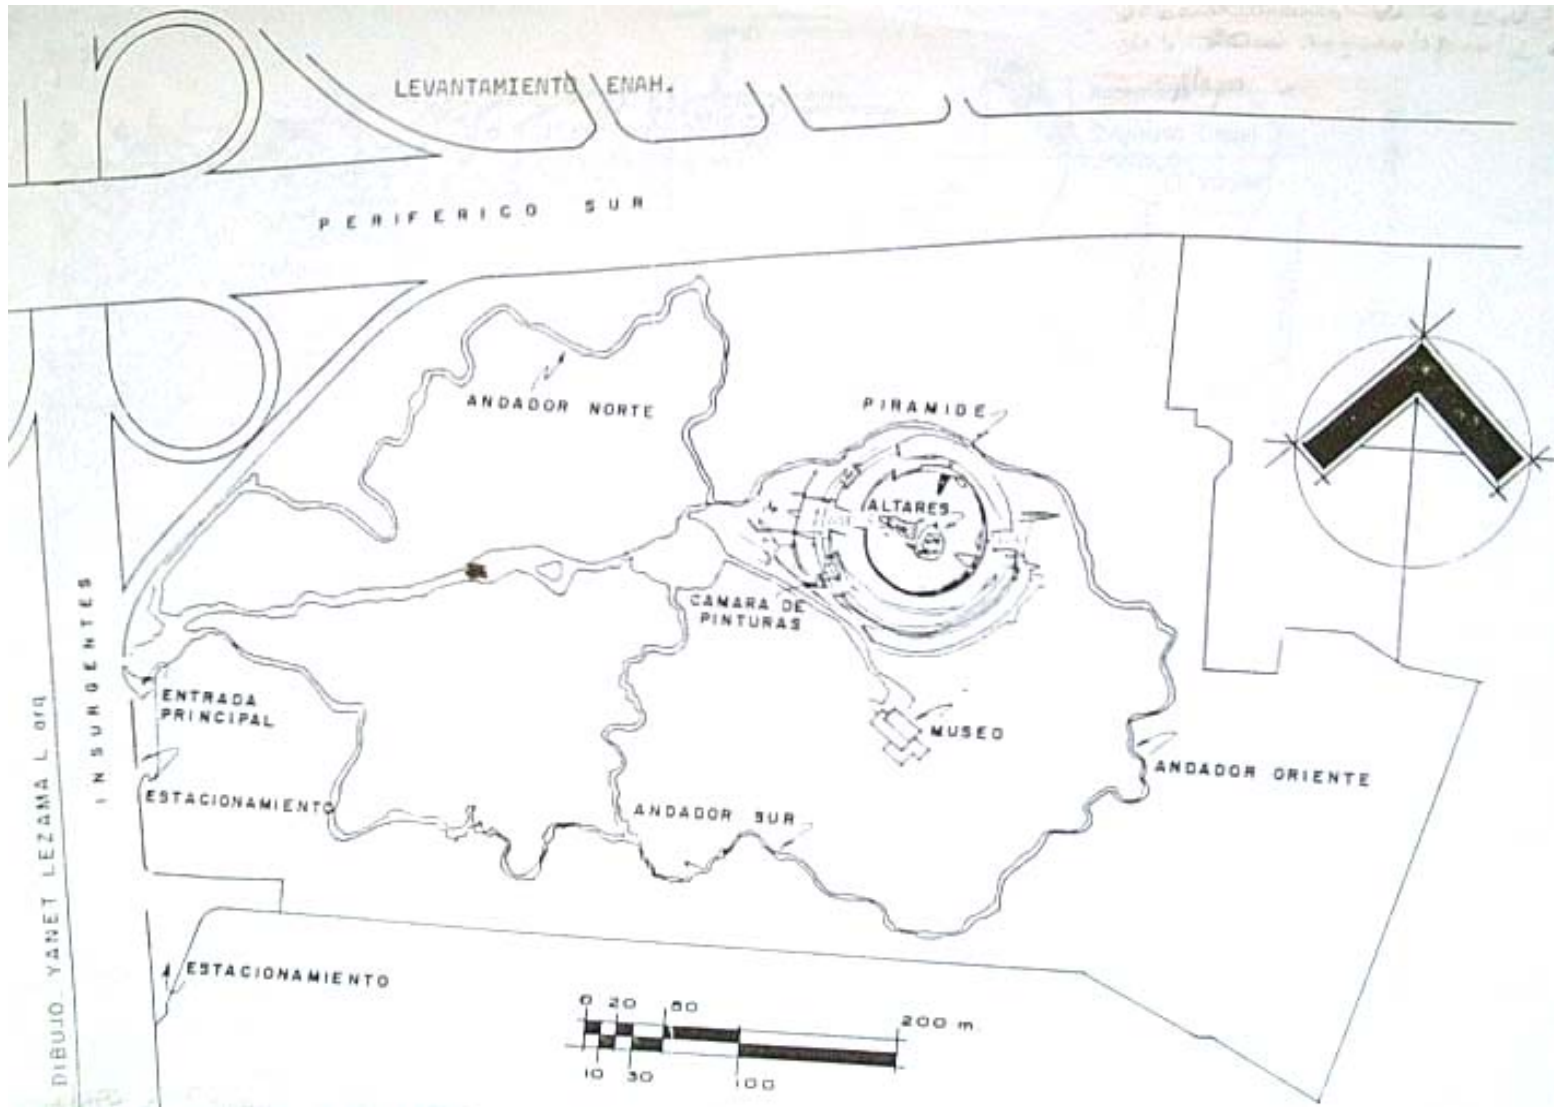 LEVANTAMIENTO ENAH.
PERIFERICO SUR
ANDADOR NORTE
PIRAMIDE
ALTARES
CAMARA DE
PINTURAS
INSURGENTES
ENTRADA
PRINCIPAL
MUSEO
ANDADOR ORIENTE
ESTACIONAMIENTO
ANDADOR SUR
ESTACIONAMIENTO
DIBUJO. YANET LEZAMA L arq
0 20 50 200 m.
10 30 100